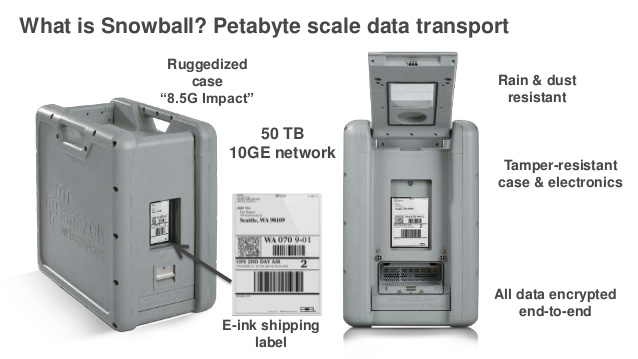 What is Snowball? Petabyte scale data transport
Ruggedized
case
“8.5G Impact”
50 TB
10GE network
E-ink shipping
label
Rain & dust
resistant
Tamper-resistant
case & electronics
All data encrypted
end-to-end
Seattle, WA 98109
WA 070 9-01
UPS 2ND DAY AIR
2